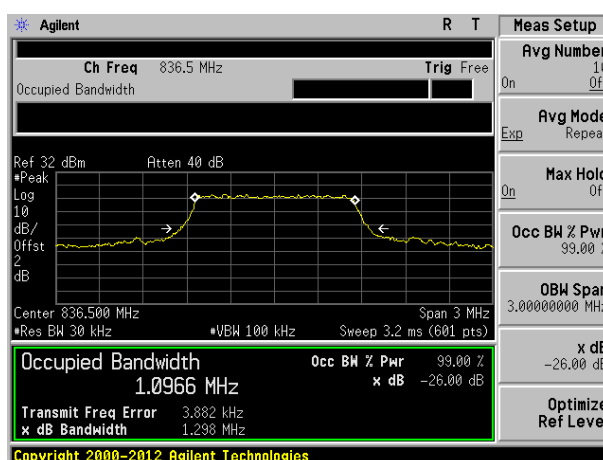 Agilent R T
Ch Freq 836.5 MHz Trig Free
Occupied Bandwidth
Ref 32 dBm Atten 40 dB
#Peak
Log
10
dB/
Offst
2
dB
Center 836.500 MHz Span 3 MHz
#Res BW 30 kHz #VBW 100 kHz Sweep 3.2 ms (601 pts)
Occupied Bandwidth Occ BW % Pwr 99.00 %
1.0966 MHz x dB -26.00 dB
Transmit Freq Error 3.882 kHz
x dB Bandwidth 1.298 MHz
Copyright 2000-2012 Agilent Technologies
Meas Setup
Avg Number
On
Avg Mode
Exp
Max Hold
On
Occ BW % Pwr
99.00 %
OBW Span
3.00000000 MHz
x dB
-26.00 dB
Optimize
Ref Level